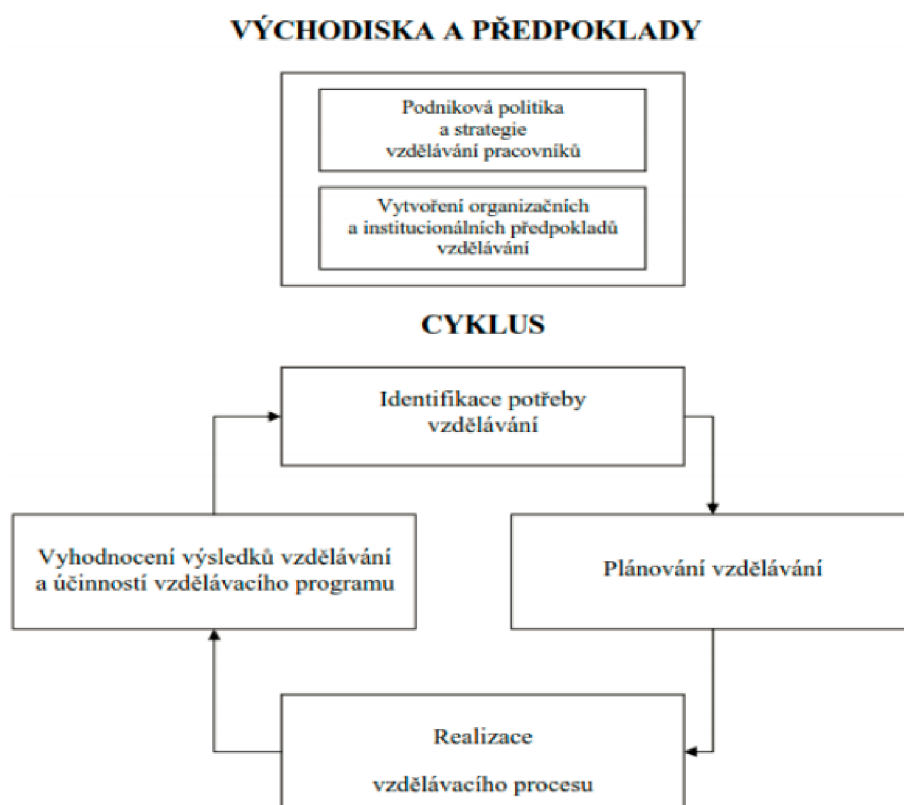 VÝCHODISKA A PŘEDPOKLADY
Podniková politika
a strategie
vzdělávání pracovníků
Vytvoření organizačních
a institucionálních předpokladů
vzdělávání
CYKLUS
Identifikace potřeby
vzdělávání
Vyhodnocení výsledků vzdělávání
a účinností vzdělávacího programu
Plánování vzdělávání
Realizace
vzdělávacího procesu